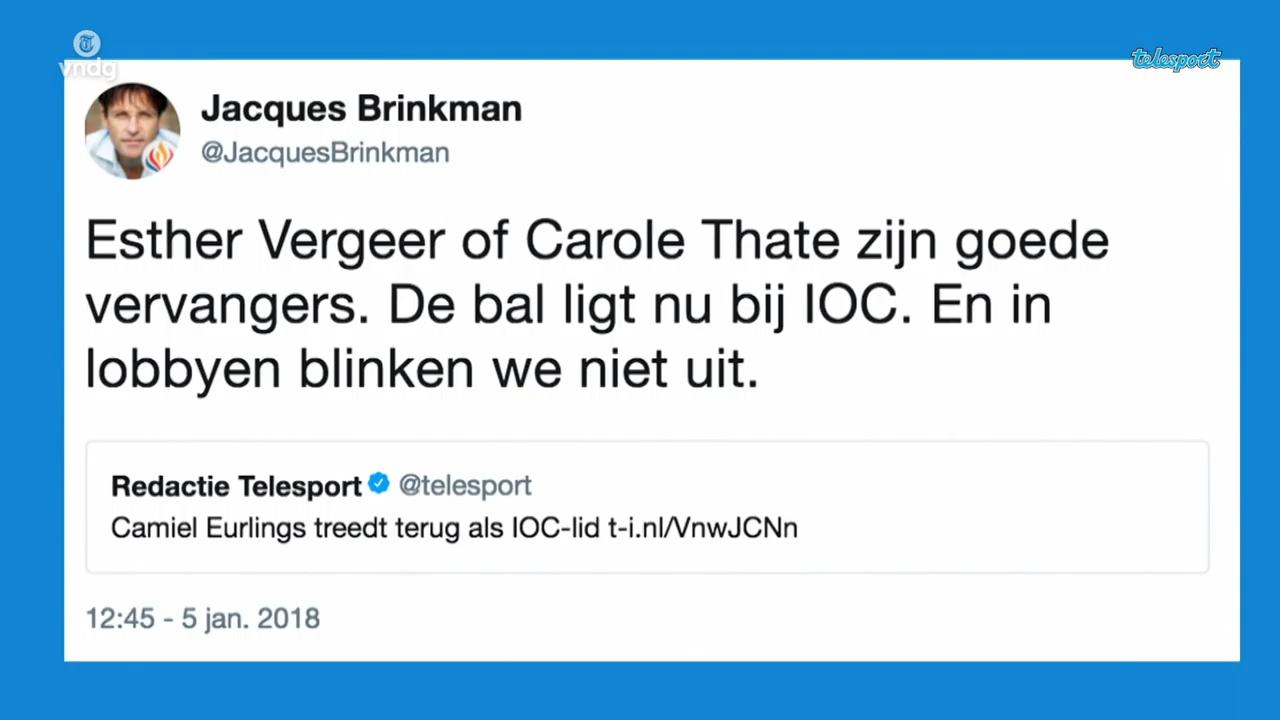 vndg
telesport
Jacques Brinkman
@JacquesBrinkman
Esther Vergeer of Carole Thate zijn goede
vervangers. De bal ligt nu bij IOC. En in
lobbyen blinken we niet uit.
Redactie Telesport @telesport
Camiel Eurlings treedt terug als IOC-lid t-i.nl/VnwJCNn
12:45 - 5 jan. 2018